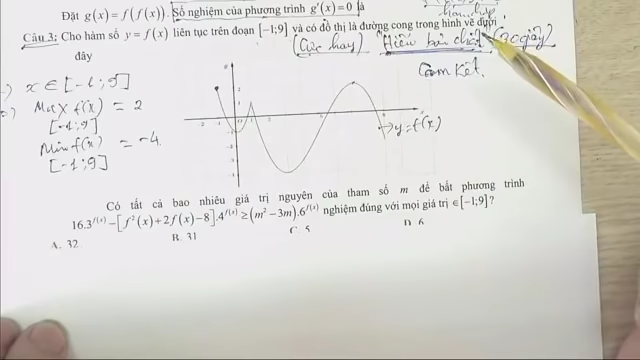 Đặt g(x) = f(f(x)). Số nghiệm của phương trình g'(x) = 0 là
Câu 3: Cho hàm số y = f(x) liên tục trên đoạn [-1;9] và có đồ thị là đường cong trong hình vẽ dưới
đây
(Cực hay) Hiểu bản chất
Cam kết.
x ∈ [-1;9]
Max f(x) = 2
[-1;9]
Min f(x) = -4
[-1;9]
y = f(x)
Có tất cả bao nhiêu giá trị nguyên của tham số m để bất phương trình
16.3^{f(x)} - [f²(x) + 2f(x) - 8].4^{f(x)} ≥ (m² - 3m).6^{f(x)} nghiệm đúng với mọi giá trị ∈ [-1;9]?
A. 32 B. 31 C. 5 D. 6